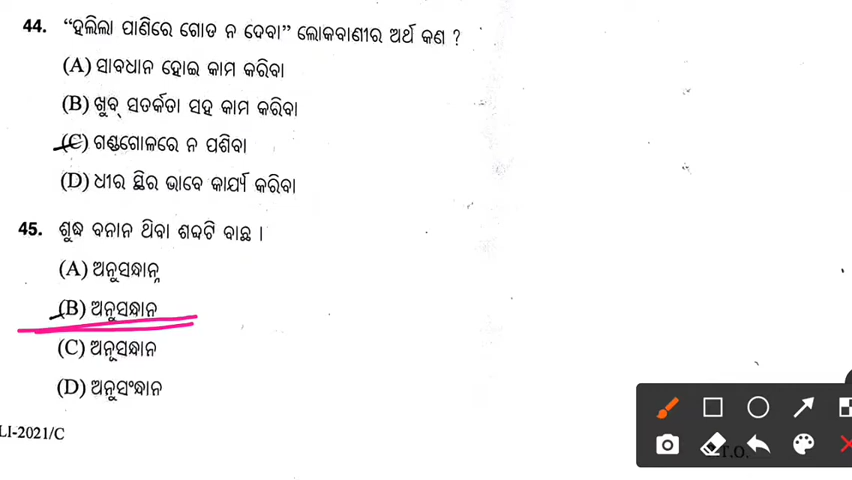 44. “ହଲିଲା ପାଣିରେ ଗୋଡ ନ ଦେବା” ଲୋକବାଣୀର ଅର୍ଥ କଣ ?
(A) ସାବଧାନ ହୋଇ କାମ କରିବା
(B) ଖୁବ୍ ସତର୍କତା ସହ କାମ କରିବା
(C) ଗଣ୍ଡଗୋଳରେ ନ ପଶିବା
(D) ଧୀର ସ୍ଥିର ଭାବେ କାର୍ଯ୍ୟ କରିବା
45. ଶୁଦ୍ଧ ବନାନ ଥିବା ଶବ୍ଦଟି ବାଛ ।
(A) ଅନୁସନ୍ଧାନ୍ନ
(B) ଅନୁସନ୍ଧାନ
(C) ଅନୂସନ୍ଧାନ
(D) ଅନୁସଂନ୍ଧାନ
LI-2021/C
T.O.